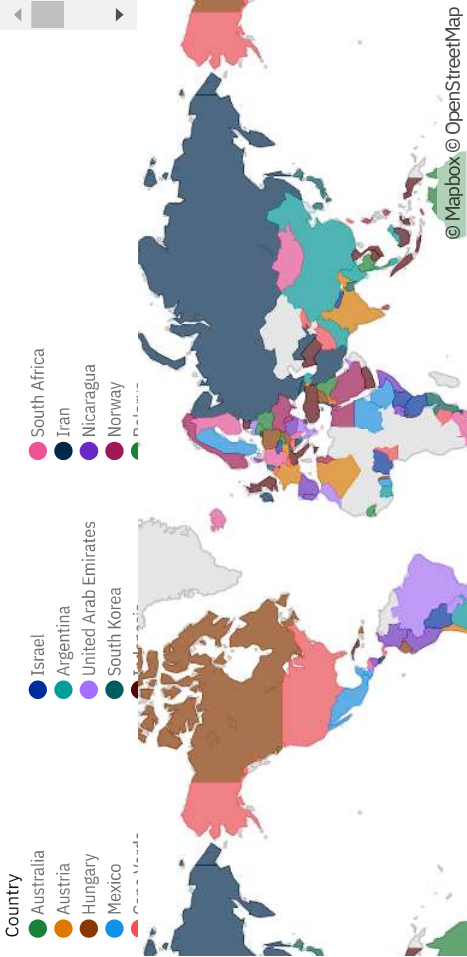 Country
Australia Israel South Africa
Austria Argentina Iran
Hungary United Arab Emirates Nicaragua
Mexico South Korea Norway
© Mapbox © OpenStreetMap